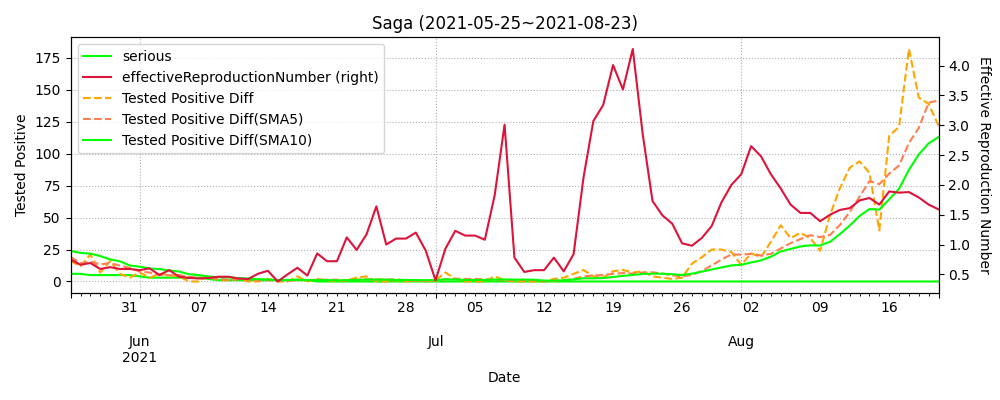 Saga (2021-05-25~2021-08-23)
serious
effectiveReproductionNumber (right)
Tested Positive Diff
Tested Positive Diff(SMA5)
Tested Positive Diff(SMA10)
Tested Positive
175
150
125
100
75
50
25
0
4.0
3.5
3.0
2.5
2.0
1.5
1.0
0.5
Effective Reproduction Number
31 07 14 21 28 05 12 19 26 02 09 16
Jun Jul Aug
2021
Date